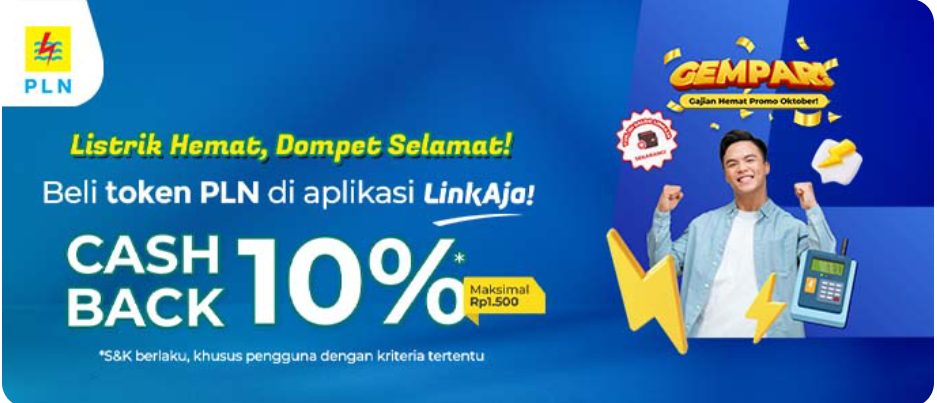 PLN
GEMPAR!
Gajian Hemat Promo Oktober!
SEKARANG!
Listrik Hemat, Dompet Selamat!
Beli token PLN di aplikasi LinkAja!
CASH
BACK
10%*
Maksimal
Rp1.500
*S&K berlaku, khusus pengguna dengan kriteria tertentu